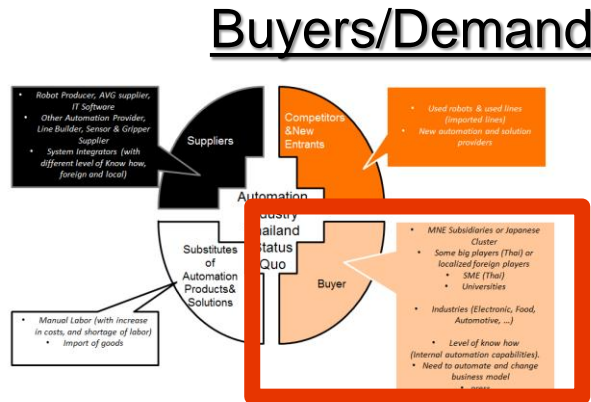 Buyers/Demand
• Robot Producer, AVG supplier,
IT Software
• Other Automation Provider,
Line Builder, Sensor & Gripper
Supplier
• System Integrators (with
different level of Know how,
foreign and local)
Suppliers
Competitors
&New
Entrants
• Used robots & used lines
(imported lines)
• New automation and solution
providers
Automation
dustry
hailand
Status
Quo
Substitutes
of
Automation
Products&
Solutions
Buyer
• MNE Subsidiaries or Japanese
Cluster
• Some big players (Thai) or
localized foreign players
• SME (Thai)
• Universities
• Industries (Electronic, Food,
Automotive, ...)
• Level of know how
(Internal automation capabilities).
• Need to automate and change
business model
• Manual Labor (with increase
in costs, and shortage of labor)
• Import of goods